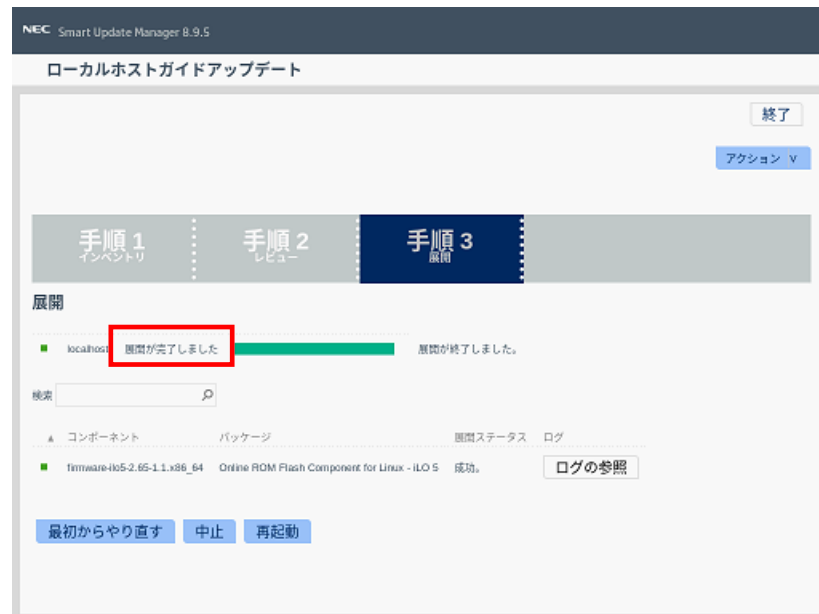 NEC Smart Update Manager 8.9.5
ローカルホストガイドアップデート
終了
アクション ∨
手順 1 手順 2 手順 3
インベントリ レビュー 展開
展開
localhost 展開が完了しました 展開が終了しました。
検索
▲ コンポーネント パッケージ 展開ステータス ログ
firmware-ilo5-2.65-1.1.x86_64 Online ROM Flash Component for Linux - iLO 5 成功。 ログの参照
最初からやり直す 中止 再起動